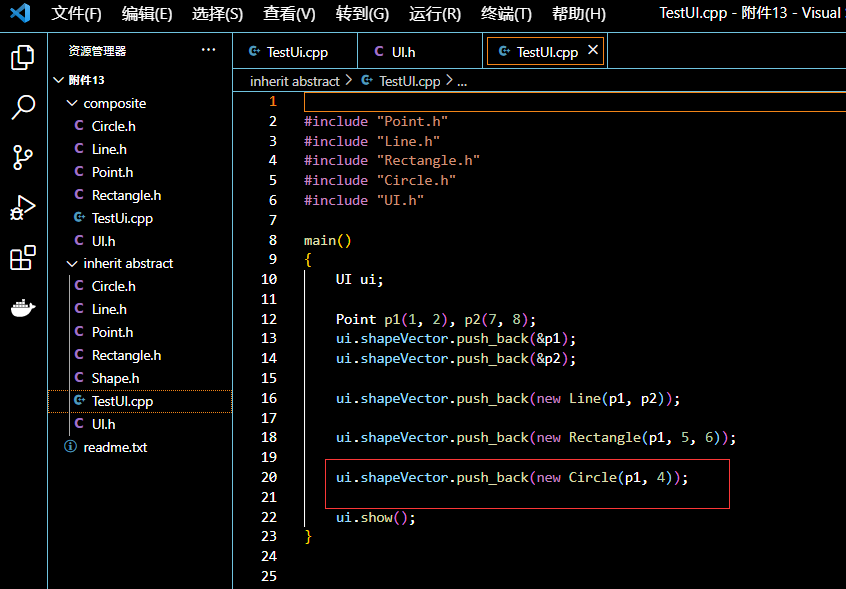 文件(F) 编辑(E) 选择(S) 查看(V) 转到(G) 运行(R) 终端(T) 帮助(H) TestUI.cpp - 附件13 - Visual
资源管理器 ...
TestUi.cpp UI.h TestUI.cpp
附件13
inherit abstract > TestUI.cpp > ...
composite
Circle.h
Line.h
Point.h
Rectangle.h
TestUi.cpp
UI.h
inherit abstract
Circle.h
Line.h
Point.h
Rectangle.h
Shape.h
TestUI.cpp
UI.h
readme.txt
1
2 #include "Point.h"
3 #include "Line.h"
4 #include "Rectangle.h"
5 #include "Circle.h"
6 #include "UI.h"
7
8 main()
9 {
10 UI ui;
11
12 Point p1(1, 2), p2(7, 8);
13 ui.shapeVector.push_back(&p1);
14 ui.shapeVector.push_back(&p2);
15
16 ui.shapeVector.push_back(new Line(p1, p2));
17
18 ui.shapeVector.push_back(new Rectangle(p1, 5, 6));
19
20 ui.shapeVector.push_back(new Circle(p1, 4));
21
22 ui.show();
23 }
24
25